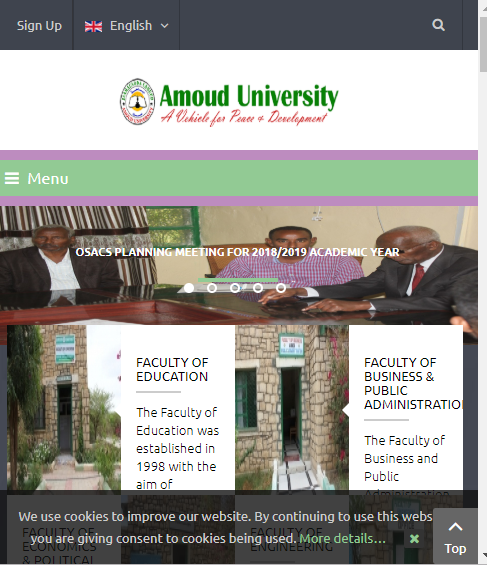 Sign Up
English
Amoud University
A Vehicle for Peace & Development
Menu
OSACS PLANNING MEETING FOR 2018/2019 ACADEMIC YEAR
FACULTY OF
EDUCATION
The Faculty of
Education was
established in
1998 with the
aim of
FACULTY OF
BUSINESS &
PUBLIC
ADMINISTRATIO
The Faculty of
Business and
Public
Administration
We use cookies to improve our website. By continuing to use this webs
you are giving consent to cookies being used. More details…
FACULTY OF
ECONOMICS
& POLITICAL
FACULTY OF
ENGINEERING
Top